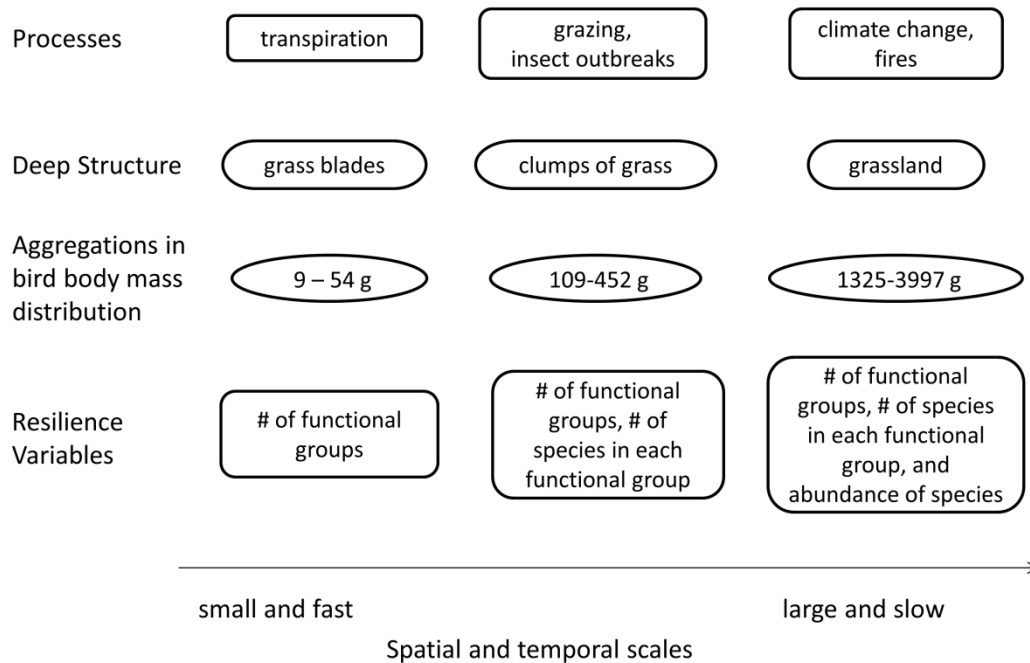 Processes
transpiration
grazing,
insect outbreaks
climate change,
fires
Deep Structure
grass blades
clumps of grass
grassland
Aggregations in
bird body mass
distribution
9 – 54 g
109-452 g
1325-3997 g
Resilience
Variables
# of functional
groups
# of functional
groups, # of
species in each
functional group
# of functional
groups, # of species
in each functional
group, and
abundance of species
small and fast
large and slow
Spatial and temporal scales